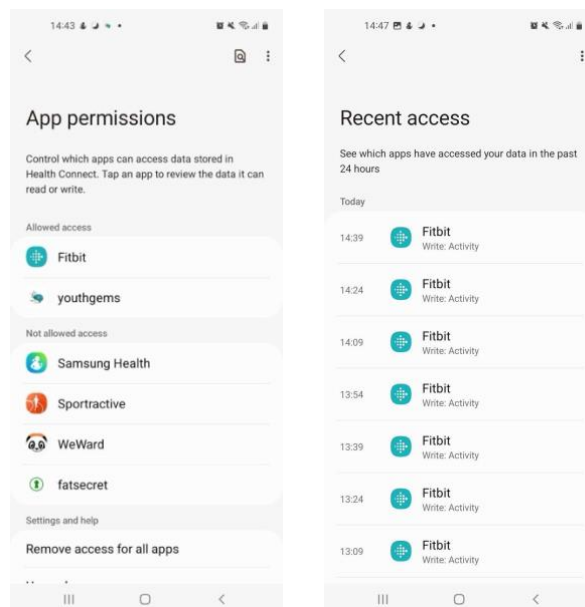 14:43
App permissions
Control which apps can access data stored in
Health Connect. Tap an app to review the data it can
read or write.
Allowed access
Fitbit
youthgems
Not allowed access
Samsung Health
Sportractive
WeWard
fatsecret
Settings and help
Remove access for all apps
14:47
Recent access
See which apps have accessed your data in the past
24 hours
Today
14:39
Fitbit
Write: Activity
14:24
Fitbit
Write: Activity
14:09
Fitbit
Write: Activity
13:54
Fitbit
Write: Activity
13:39
Fitbit
Write: Activity
13:24
Fitbit
Write: Activity
13:09
Fitbit
Write: Activity